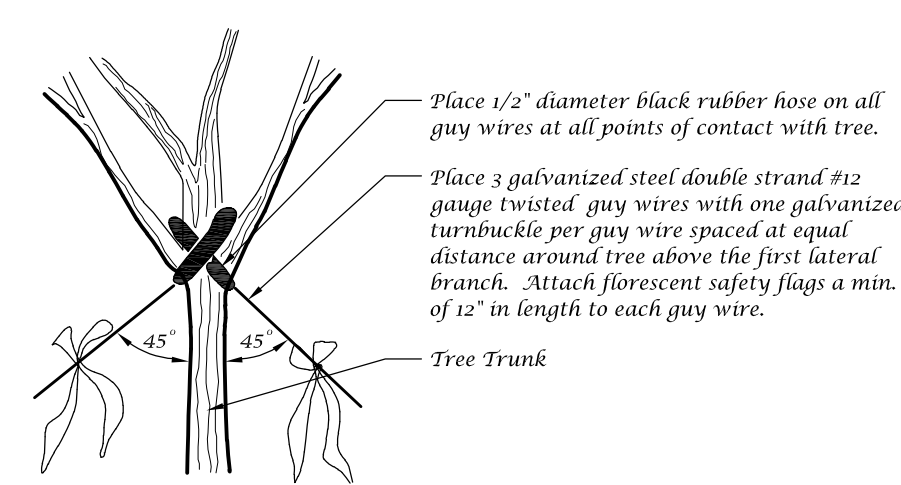 Place 1/2" diameter black rubber hose on all
guy wires at all points of contact with tree.
Place 3 galvanized steel double strand #12
gauge twisted guy wires with one galvanized
turnbuckle per guy wire spaced at equal
distance around tree above the first lateral
branch. Attach florescent safety flags a min.
of 12" in length to each guy wire.
45° 45°
Tree Trunk